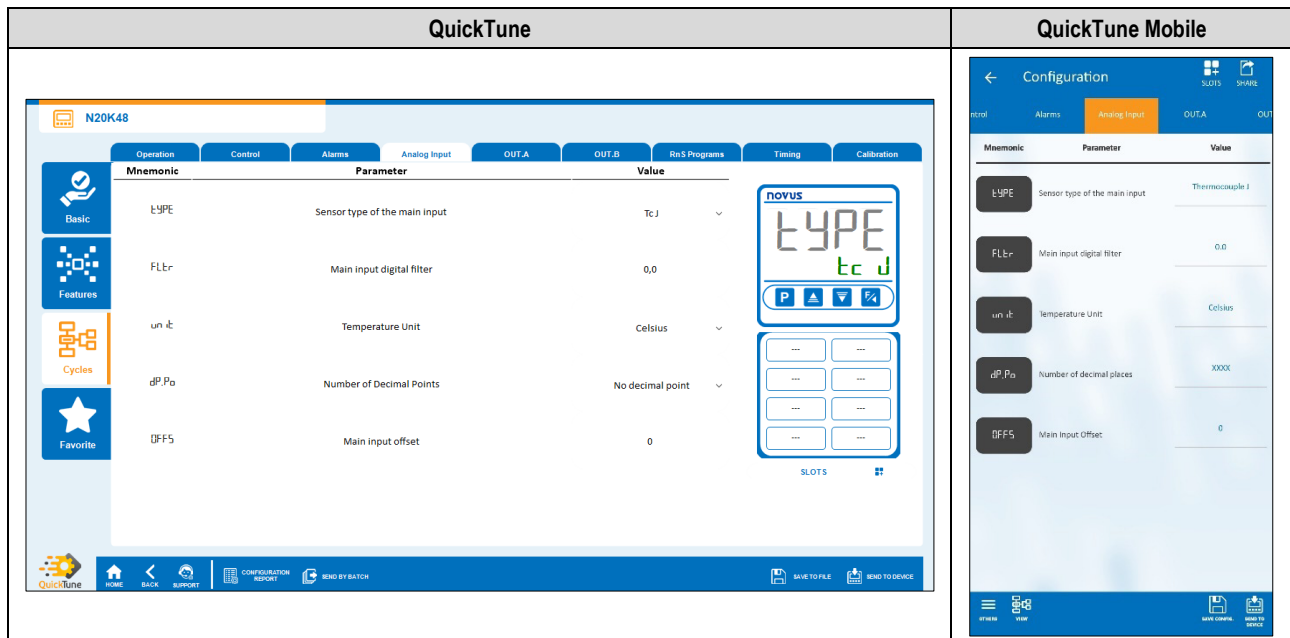 QuickTune
QuickTune Mobile
N20K48
Operation Control Alarms Analog Input OUT.A OUT.B RnS Programs Timing Calibration
Mnemonic Parameter Value
Basic
Features
Cycles
Favorite
tYPE Sensor type of the main input Tc J
FLtr Main input digital filter 0,0
unit Temperature Unit Celsius
dP.Po Number of Decimal Points No decimal point
OFFS Main input offset 0
novus
tYPE
tc J
P F/4
--- ---
--- ---
--- ---
--- ---
SLOTS
QuickTune
HOME BACK SUPPORT CONFIGURATION REPORT SEND BY BATCH SAVE TO FILE SEND TO DEVICE
Configuration SLOTS SHARE
ntrol Alarms Analog Input OUT.A OUT
Mnemonic Parameter Value
tYPE Sensor type of the main input Thermocouple J
FLtr Main input digital filter 0.0
unit Temperature Unit Celsius
dP.Po Number of decimal places XXXX
OFFS Main Input Offset 0
OTHERS VIEW SAVE CONFIG. SEND TO DEVICE